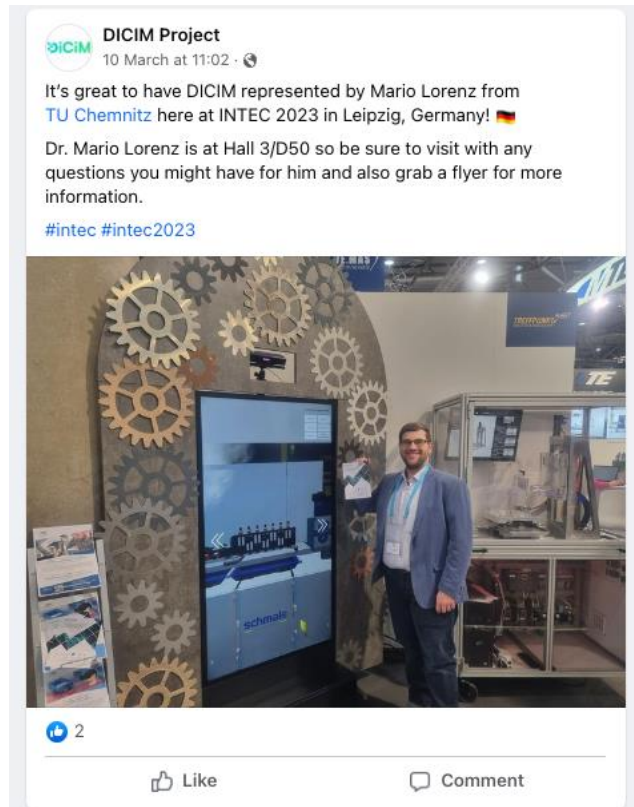 DiCiM
DICIM Project
10 March at 11:02 ·
It's great to have DICIM represented by Mario Lorenz from
TU Chemnitz here at INTEC 2023 in Leipzig, Germany! 🇩🇪
Dr. Mario Lorenz is at Hall 3/D50 so be sure to visit with any
questions you might have for him and also grab a flyer for more
information.
#intec #intec2023
TREFFPUNKT
TE
schmale
2
Like
Comment